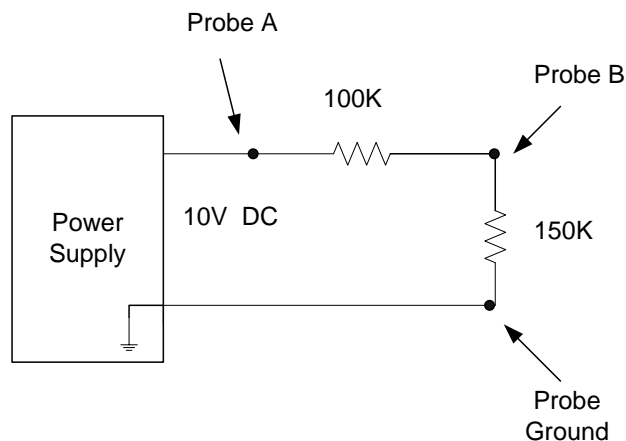 Probe A
Probe B
100K
10V  DC
Power
Supply
150K
Probe
Ground